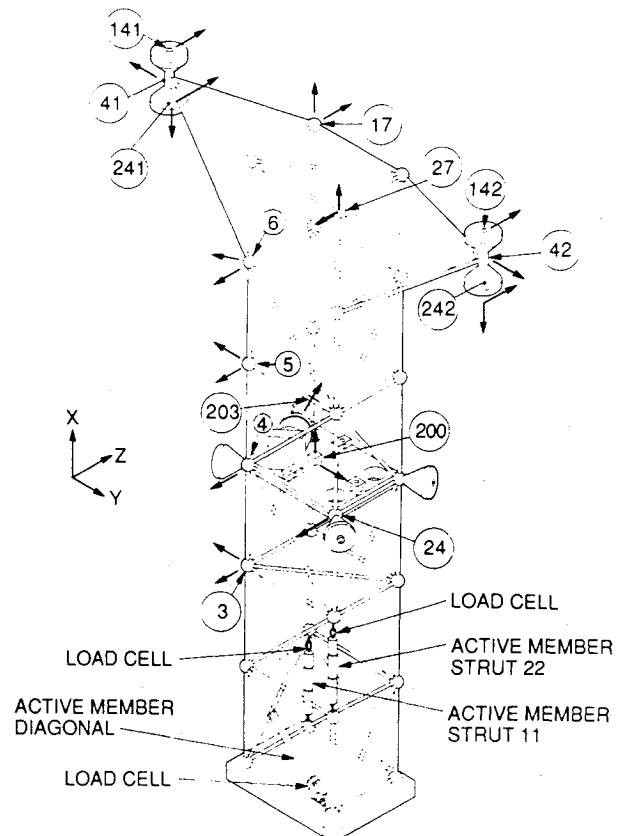 141
41
241
17
27
6
142
42
242
5
203
4
200
X
Z
Y
24
3
LOAD CELL
LOAD CELL
ACTIVE MEMBER
STRUT 22
ACTIVE MEMBER
DIAGONAL
ACTIVE MEMBER
STRUT 11
LOAD CELL